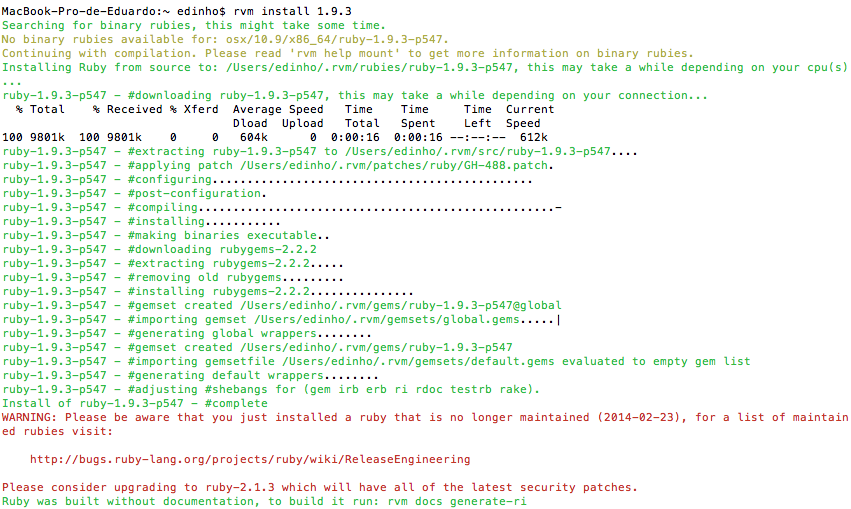 MacBook-Pro-de-Eduardo:~ edinho$ rvm install 1.9.3
Searching for binary rubies, this might take some time.
No binary rubies available for: osx/10.9/x86_64/ruby-1.9.3-p547.
Continuing with compilation. Please read 'rvm help mount' to get more information on binary rubies.
Installing Ruby from source to: /Users/edinho/.rvm/rubies/ruby-1.9.3-p547, this may take a while depending on your cpu(s)
...
ruby-1.9.3-p547 - #downloading ruby-1.9.3-p547, this may take a while depending on your connection...
  % Total    % Received % Xferd  Average Speed   Time    Time     Time  Current
                                 Dload  Upload   Total   Spent    Left  Speed
100 9801k  100 9801k    0     0   604k      0  0:00:16  0:00:16 --:--:--  612k
ruby-1.9.3-p547 - #extracting ruby-1.9.3-p547 to /Users/edinho/.rvm/src/ruby-1.9.3-p547....
ruby-1.9.3-p547 - #applying patch /Users/edinho/.rvm/patches/ruby/GH-488.patch.
ruby-1.9.3-p547 - #configuring..............................................
ruby-1.9.3-p547 - #post-configuration.
ruby-1.9.3-p547 - #compiling...................................................-
ruby-1.9.3-p547 - #installing...........
ruby-1.9.3-p547 - #making binaries executable..
ruby-1.9.3-p547 - #downloading rubygems-2.2.2
ruby-1.9.3-p547 - #extracting rubygems-2.2.2.....
ruby-1.9.3-p547 - #removing old rubygems.........
ruby-1.9.3-p547 - #installing rubygems-2.2.2...............
ruby-1.9.3-p547 - #gemset created /Users/edinho/.rvm/gems/ruby-1.9.3-p547@global
ruby-1.9.3-p547 - #importing gemset /Users/edinho/.rvm/gemsets/global.gems.....|
ruby-1.9.3-p547 - #generating global wrappers........
ruby-1.9.3-p547 - #gemset created /Users/edinho/.rvm/gems/ruby-1.9.3-p547
ruby-1.9.3-p547 - #importing gemsetfile /Users/edinho/.rvm/gemsets/default.gems evaluated to empty gem list
ruby-1.9.3-p547 - #generating default wrappers........
ruby-1.9.3-p547 - #adjusting #shebangs for (gem irb erb ri rdoc testrb rake).
Install of ruby-1.9.3-p547 - #complete
WARNING: Please be aware that you just installed a ruby that is no longer maintained (2014-02-23), for a list of maintain
ed rubies visit:
    http://bugs.ruby-lang.org/projects/ruby/wiki/ReleaseEngineering
Please consider upgrading to ruby-2.1.3 which will have all of the latest security patches.
Ruby was built without documentation, to build it run: rvm docs generate-ri